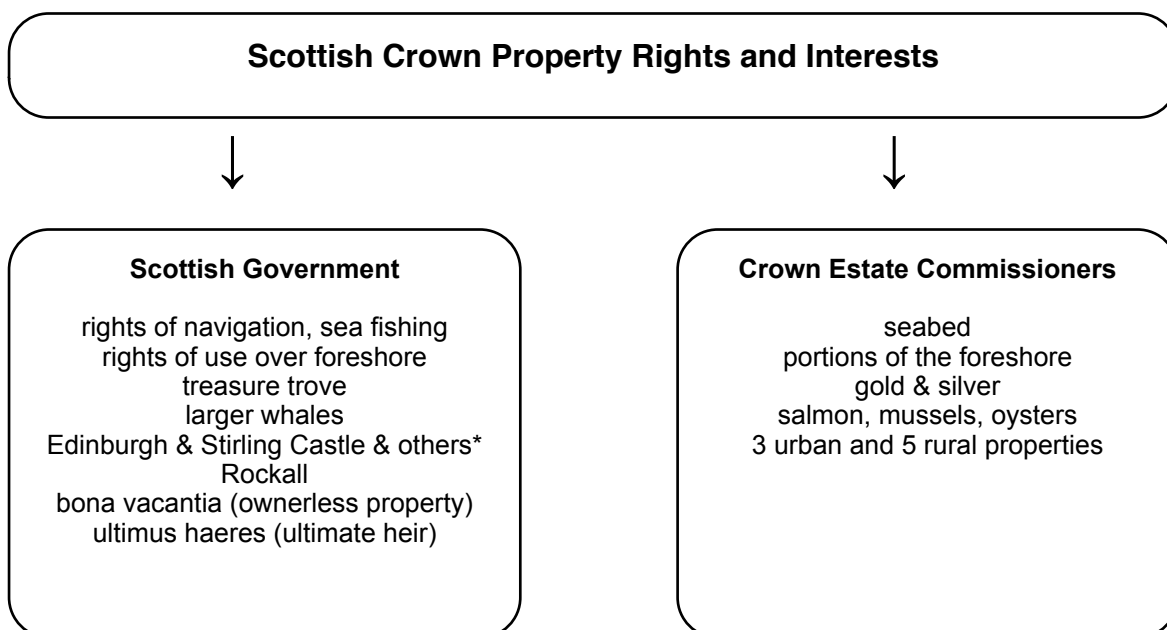 Scottish Crown Property Rights and Interests
Scottish Government
rights of navigation, sea fishing
rights of use over foreshore
treasure trove
larger whales
Edinburgh & Stirling Castle & others*
Rockall
bona vacantia (ownerless property)
ultimus haeres (ultimate heir)
Crown Estate Commissioners
seabed
portions of the foreshore
gold & silver
salmon, mussels, oysters
3 urban and 5 rural properties